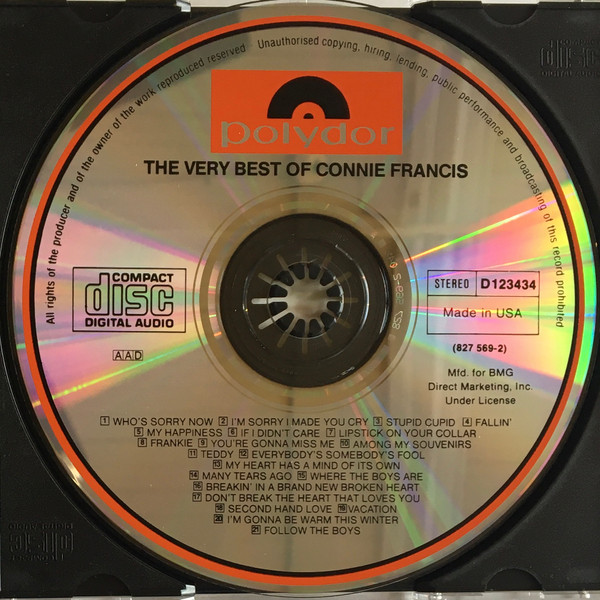 All rights of the producer and of the owner of the work reproduced reserved
Unauthorised copying, hiring, lending, public performance and broadcasting of this record prohibited
polydor
THE VERY BEST OF CONNIE FRANCIS
COMPACT
disc
DIGITAL AUDIO
AAD
STEREO D123434
Made in USA
(827 569-2)
Mfd. for BMG
Direct Marketing, Inc.
Under License
1 WHO'S SORRY NOW 2 I'M SORRY I MADE YOU CRY 3 STUPID CUPID 4 FALLIN'
5 MY HAPPINESS 6 IF I DIDN'T CARE 7 LIPSTICK ON YOUR COLLAR
8 FRANKIE 9 YOU'RE GONNA MISS ME 10 AMONG MY SOUVENIRS
11 TEDDY 12 EVERYBODY'S SOMEBODY'S FOOL
13 MY HEART HAS A MIND OF ITS OWN
14 MANY TEARS AGO 15 WHERE THE BOYS ARE
16 BREAKIN' IN A BRAND NEW BROKEN HEART
17 DON'T BREAK THE HEART THAT LOVES YOU
18 SECOND HAND LOVE 19 VACATION
20 I'M GONNA BE WARM THIS WINTER
21 FOLLOW THE BOYS